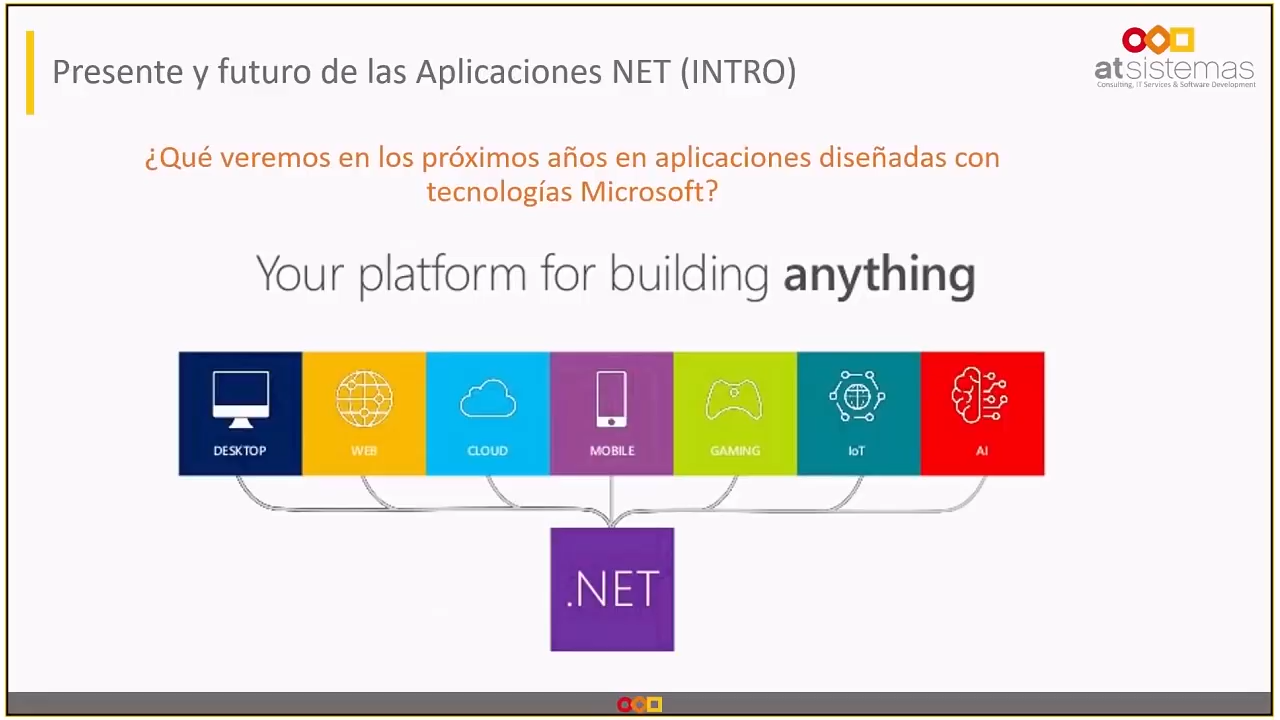 Presente y futuro de las Aplicaciones NET (INTRO)
atsistemas
Consulting, IT Services & Software Development
¿Qué veremos en los próximos años en aplicaciones diseñadas con
tecnologías Microsoft?
Your platform for building anything
DESKTOP WEB CLOUD MOBILE GAMING IoT AI
.NET